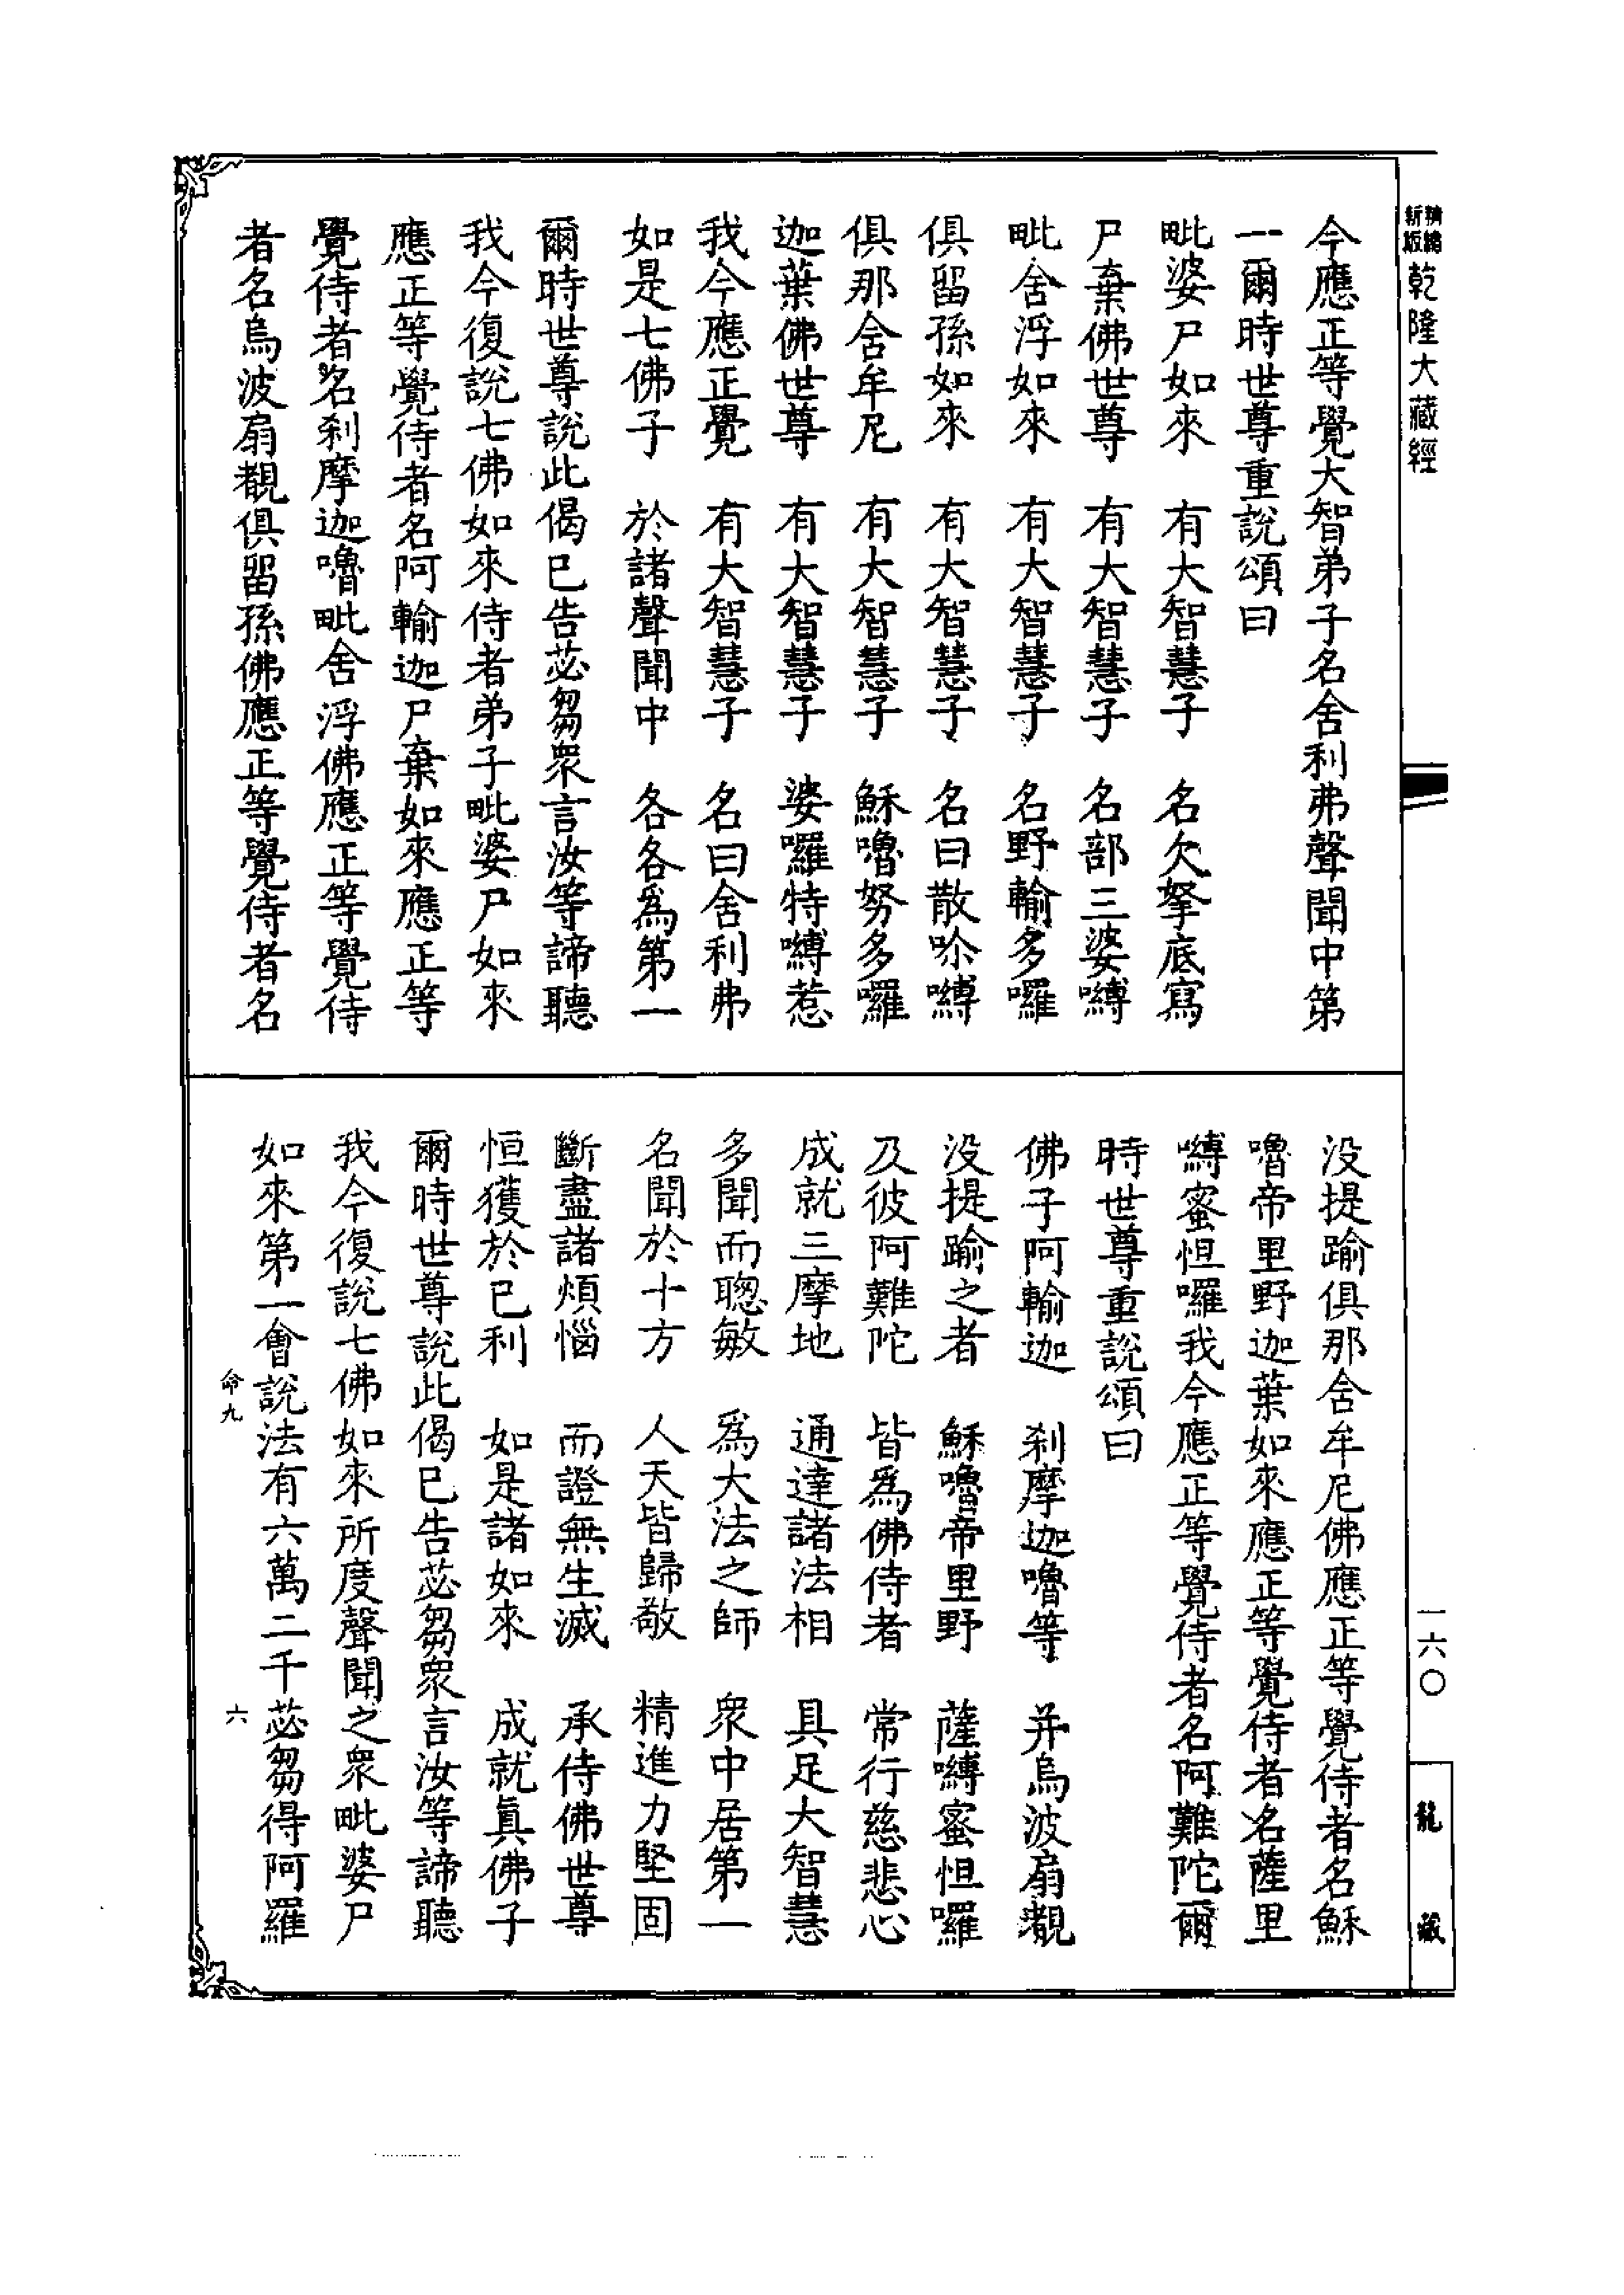 精編
新版
乾隆大藏經
今應正等覺大智弟子名舍利弗聲聞中第
一爾時世尊重說頌曰
毗婆尸如來　有大智慧子　名欠拏底寫
尸棄佛世尊　有大智慧子　名部三婆嚩
毗舍浮如來　有大智慧子　名野輸多囉
俱留孫如來　有大智慧子　名曰散吩嚩
俱那舍牟尼　有大智慧子　穌嚕努多囉
迦葉佛世尊　有大智慧子　婆囉特嚩惹
我今應正覺　有大智慧子　名曰舍利弗
如是七佛子　於諸聲聞中　各各爲第一
爾時世尊說此偈已告苾芻衆言汝等諦聽
我今復說七佛如來侍者弟子毗婆尸如來
應正等覺侍者名阿輸迦尸棄如來應正等
覺侍者名刹摩迦嚕毗舍浮佛應正等覺侍
者名烏波扇覩俱留孫佛應正等覺侍者名
没提踰俱那舍牟尼佛應正等覺侍者名穌
嚕帝里野迦葉如來應正等覺侍者名薩里
嚩蜜怛囉我今應正等覺侍者名阿難陀爾
時世尊重說頌曰
佛子阿輸迦　刹摩迦嚕等　并烏波扇覩
没提踰之者　穌嚕帝里野　薩嚩蜜怛囉
及彼阿難陀　皆爲佛侍者　常行慈悲心
成就三摩地　通達諸法相　具足大智慧
多聞而聰敏　爲大法之師　衆中居第一
名聞於十方　人天皆歸敬　精進力堅固
斷盡諸煩惱　而證無生滅　承侍佛世尊
恒獲於已利　如是諸如來　成就眞佛子
爾時世尊說此偈已告苾芻衆言汝等諦聽
我今復說七佛如來所度聲聞之衆毗婆尸
如來第一會說法有六萬二千苾芻得阿羅
命九
六
一六〇
龍藏